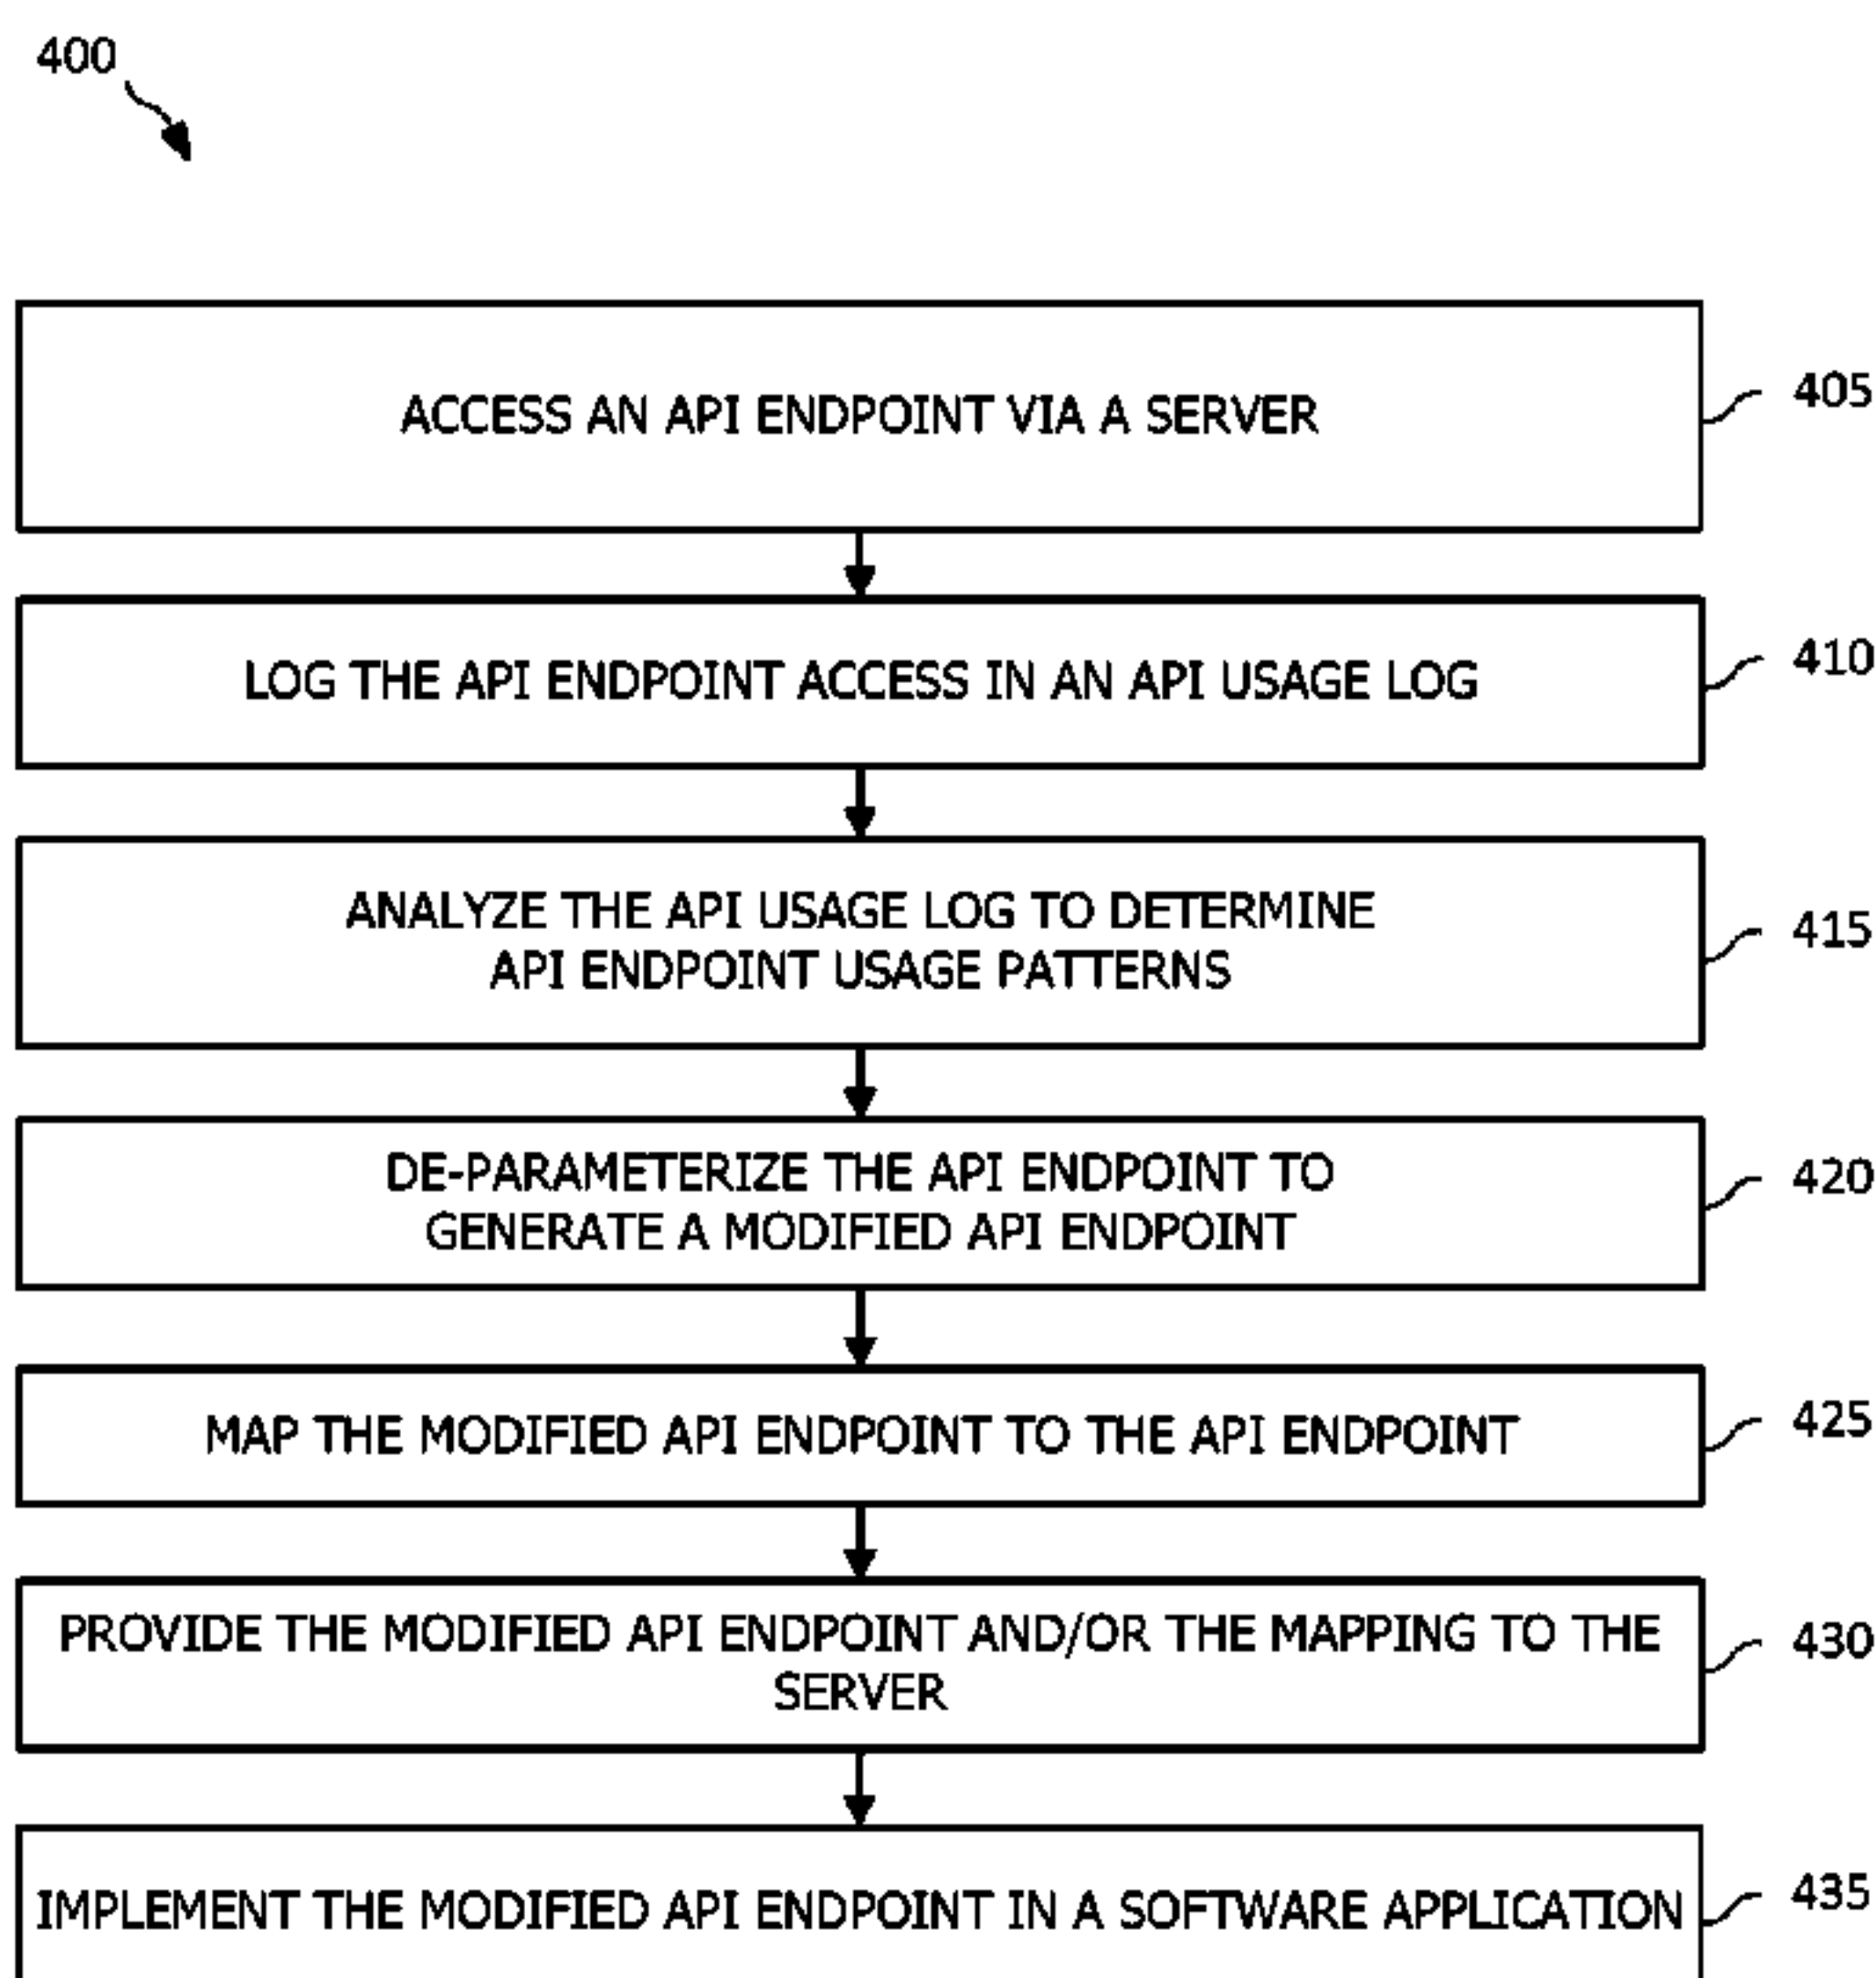 400
ACCESS AN API ENDPOINT VIA A SERVER
405
LOG THE API ENDPOINT ACCESS IN AN API USAGE LOG
410
ANALYZE THE API USAGE LOG TO DETERMINE
API ENDPOINT USAGE PATTERNS
415
DE-PARAMETERIZE THE API ENDPOINT TO
GENERATE A MODIFIED API ENDPOINT
420
MAP THE MODIFIED API ENDPOINT TO THE API ENDPOINT
425
PROVIDE THE MODIFIED API ENDPOINT AND/OR THE MAPPING TO THE
SERVER
430
IMPLEMENT THE MODIFIED API ENDPOINT IN A SOFTWARE APPLICATION
435